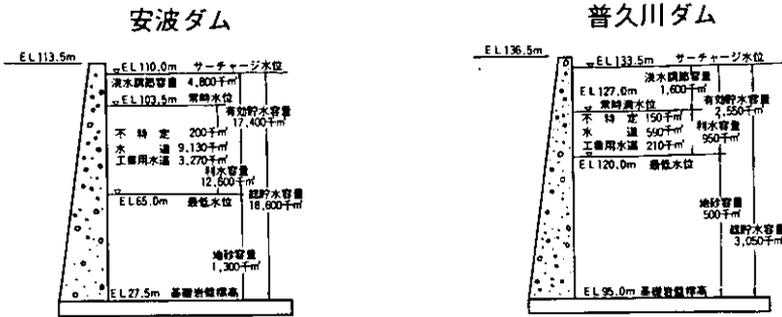 安波ダム
EL113.5m
EL110.0m サーチャージ水位
洪水調節容量 4,800千㎥
EL103.5m 常時水位
有効貯水容量
17,400千㎥
不特定 200千㎥
水道 9,130千㎥
工業用水道 3,270千㎥
利水容量
12,600千㎥
EL65.0m 最低水位
総貯水容量
18,600千㎥
堆砂容量
1,300千㎥
EL27.5m 基礎岩盤標高
普久川ダム
EL136.5m
EL133.5m サーチャージ水位
洪水調節容量
1,600千㎥
EL127.0m
常時満水位
有効貯水容量
2,550千㎥
不特定 150千㎥
水道 590千㎥
工業用水道 210千㎥
利水容量
950千㎥
EL120.0m 最低水位
堆砂容量
500千㎥
総貯水容量
3,050千㎥
EL95.0m 基礎岩盤標高